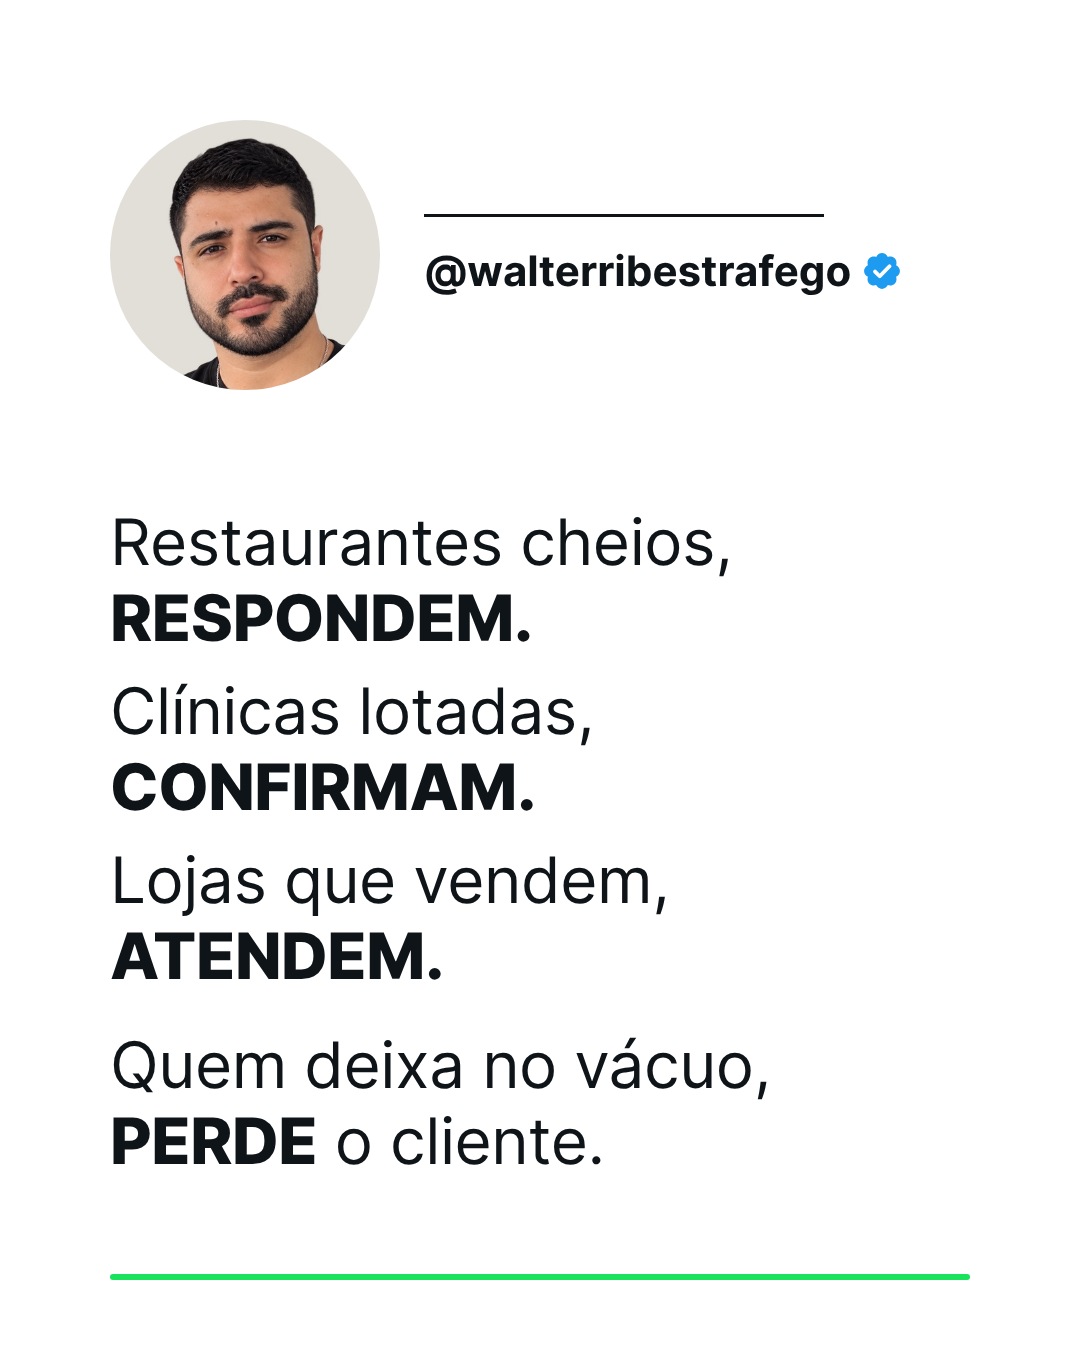 @walterribestrafego
Restaurantes cheios,
RESPONDEM.
Clínicas lotadas,
CONFIRMAM.
Lojas que vendem,
ATENDEM.
Quem deixa no vácuo,
PERDE o cliente.